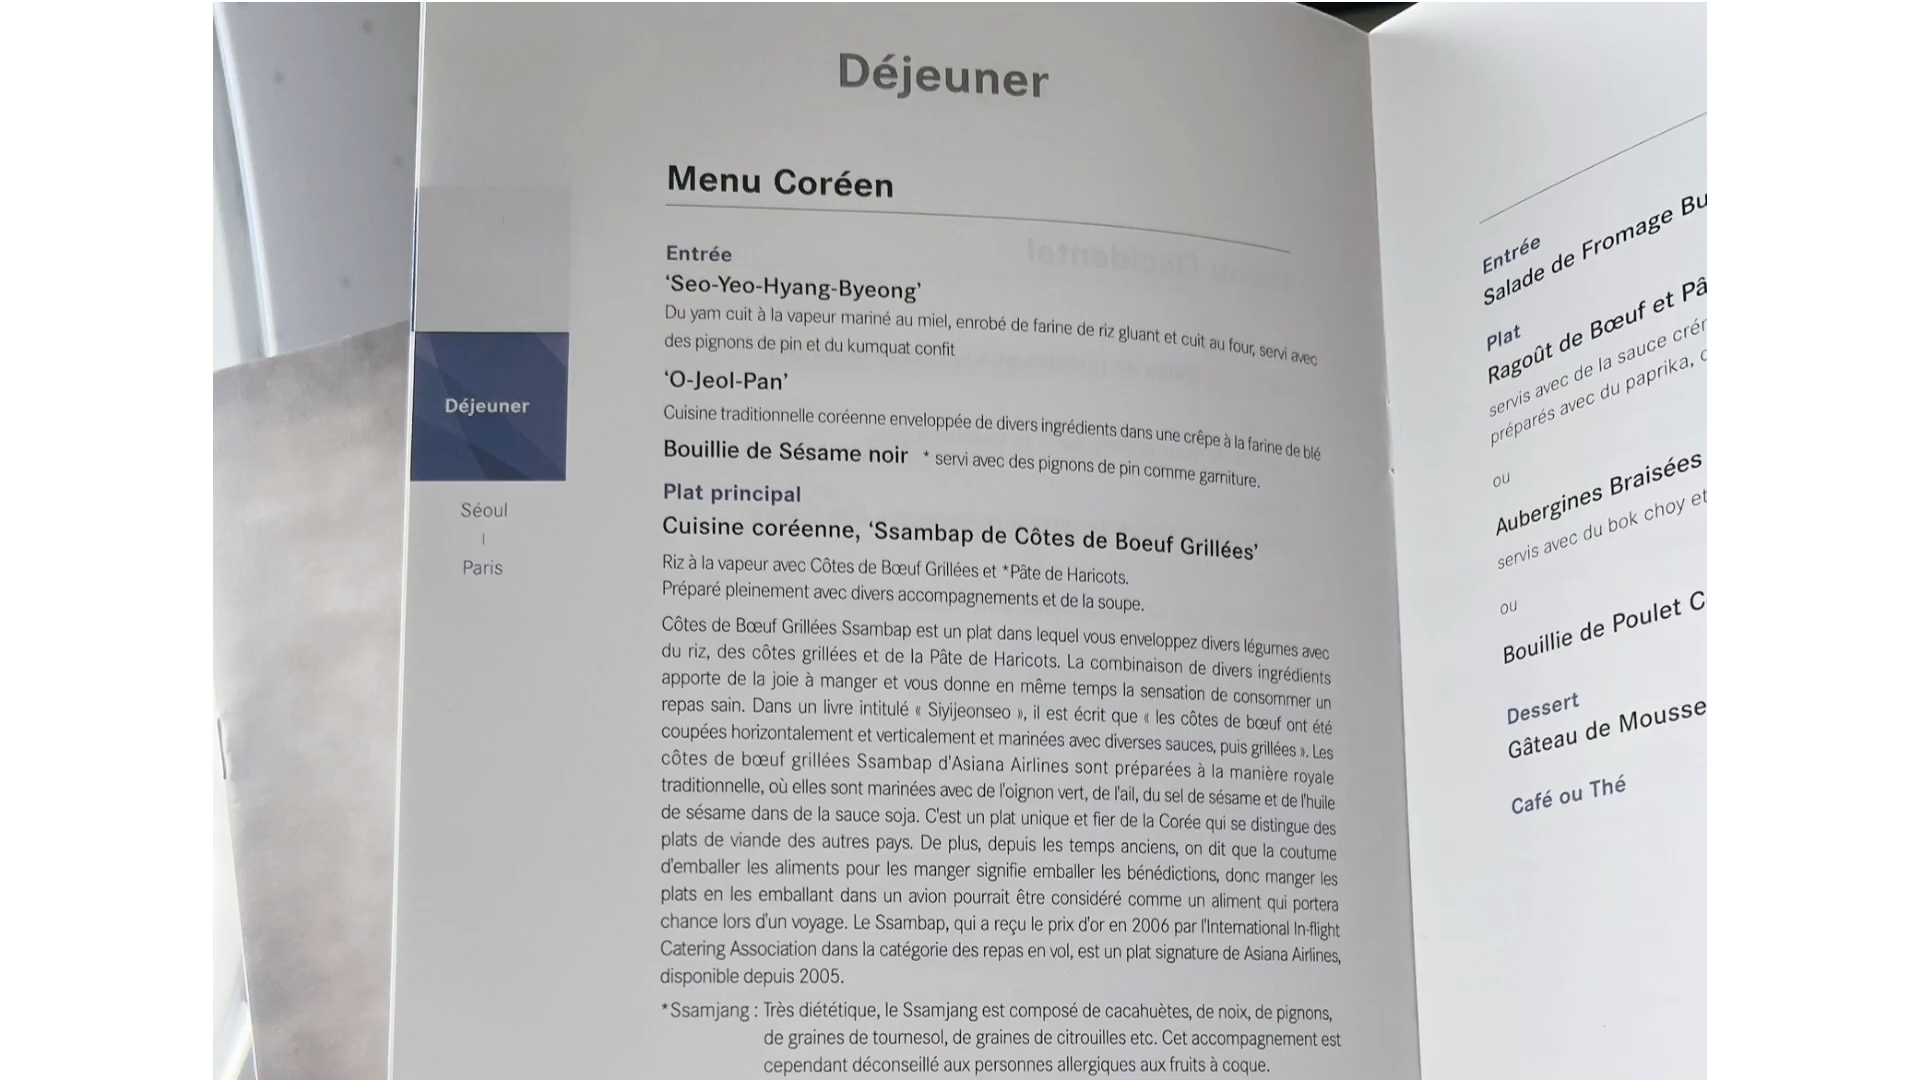 Déjeuner
Menu Coréen
Entrée
‘Seo-Yeo-Hyang-Byeong’
Du yam cuit à la vapeur mariné au miel, enrobé de farine de riz gluant et cuit au four, servi avec
des pignons de pin et du kumquat confit
‘O-Jeol-Pan’
Cuisine traditionnelle coréenne enveloppée de divers ingrédients dans une crêpe à la farine de blé
Bouillie de Sésame noir * servi avec des pignons de pin comme garniture.
Plat principal
Cuisine coréenne, ‘Ssambap de Côtes de Boeuf Grillées’
Riz à la vapeur avec Côtes de Bœuf Grillées et *Pâte de Haricots.
Préparé pleinement avec divers accompagnements et de la soupe.
Côtes de Bœuf Grillées Ssambap est un plat dans lequel vous enveloppez divers légumes avec
du riz, des côtes grillées et de la Pâte de Haricots. La combinaison de divers ingrédients
apporte de la joie à manger et vous donne en même temps la sensation de consommer un
repas sain. Dans un livre intitulé « Siyijeonseo », il est écrit que « les côtes de bœuf ont été
coupées horizontalement et verticalement et marinées avec diverses sauces, puis grillées ». Les
côtes de bœuf grillées Ssambap d'Asiana Airlines sont préparées à la manière royale
traditionnelle, où elles sont marinées avec de l'oignon vert, de l'ail, du sel de sésame et de l'huile
de sésame dans de la sauce soja. C'est un plat unique et fier de la Corée qui se distingue des
plats de viande des autres pays. De plus, depuis les temps anciens, on dit que la coutume
d'emballer les aliments pour les manger signifie emballer les bénédictions, donc manger les
plats en les emballant dans un avion pourrait être considéré comme un aliment qui portera
chance lors d'un voyage. Le Ssambap, qui a reçu le prix d'or en 2006 par l'International In-flight
Catering Association dans la catégorie des repas en vol, est un plat signature de Asiana Airlines,
disponible depuis 2005.
*Ssamjang : Très diététique, le Ssamjang est composé de cacahuètes, de noix, de pignons,
de graines de tournesol, de graines de citrouilles etc. Cet accompagnement est
cependant déconseillé aux personnes allergiques aux fruits à coque.
Déjeuner
Séoul
|
Paris
Entrée
Salade de Fromage Bu
Plat
Ragoût de Bœuf et Pâ
servis avec de la sauce crém
préparés avec du paprika,
ou
Aubergines Braisées
servis avec du bok choy et
ou
Bouillie de Poulet C
Dessert
Gâteau de Mousse
Café ou Thé